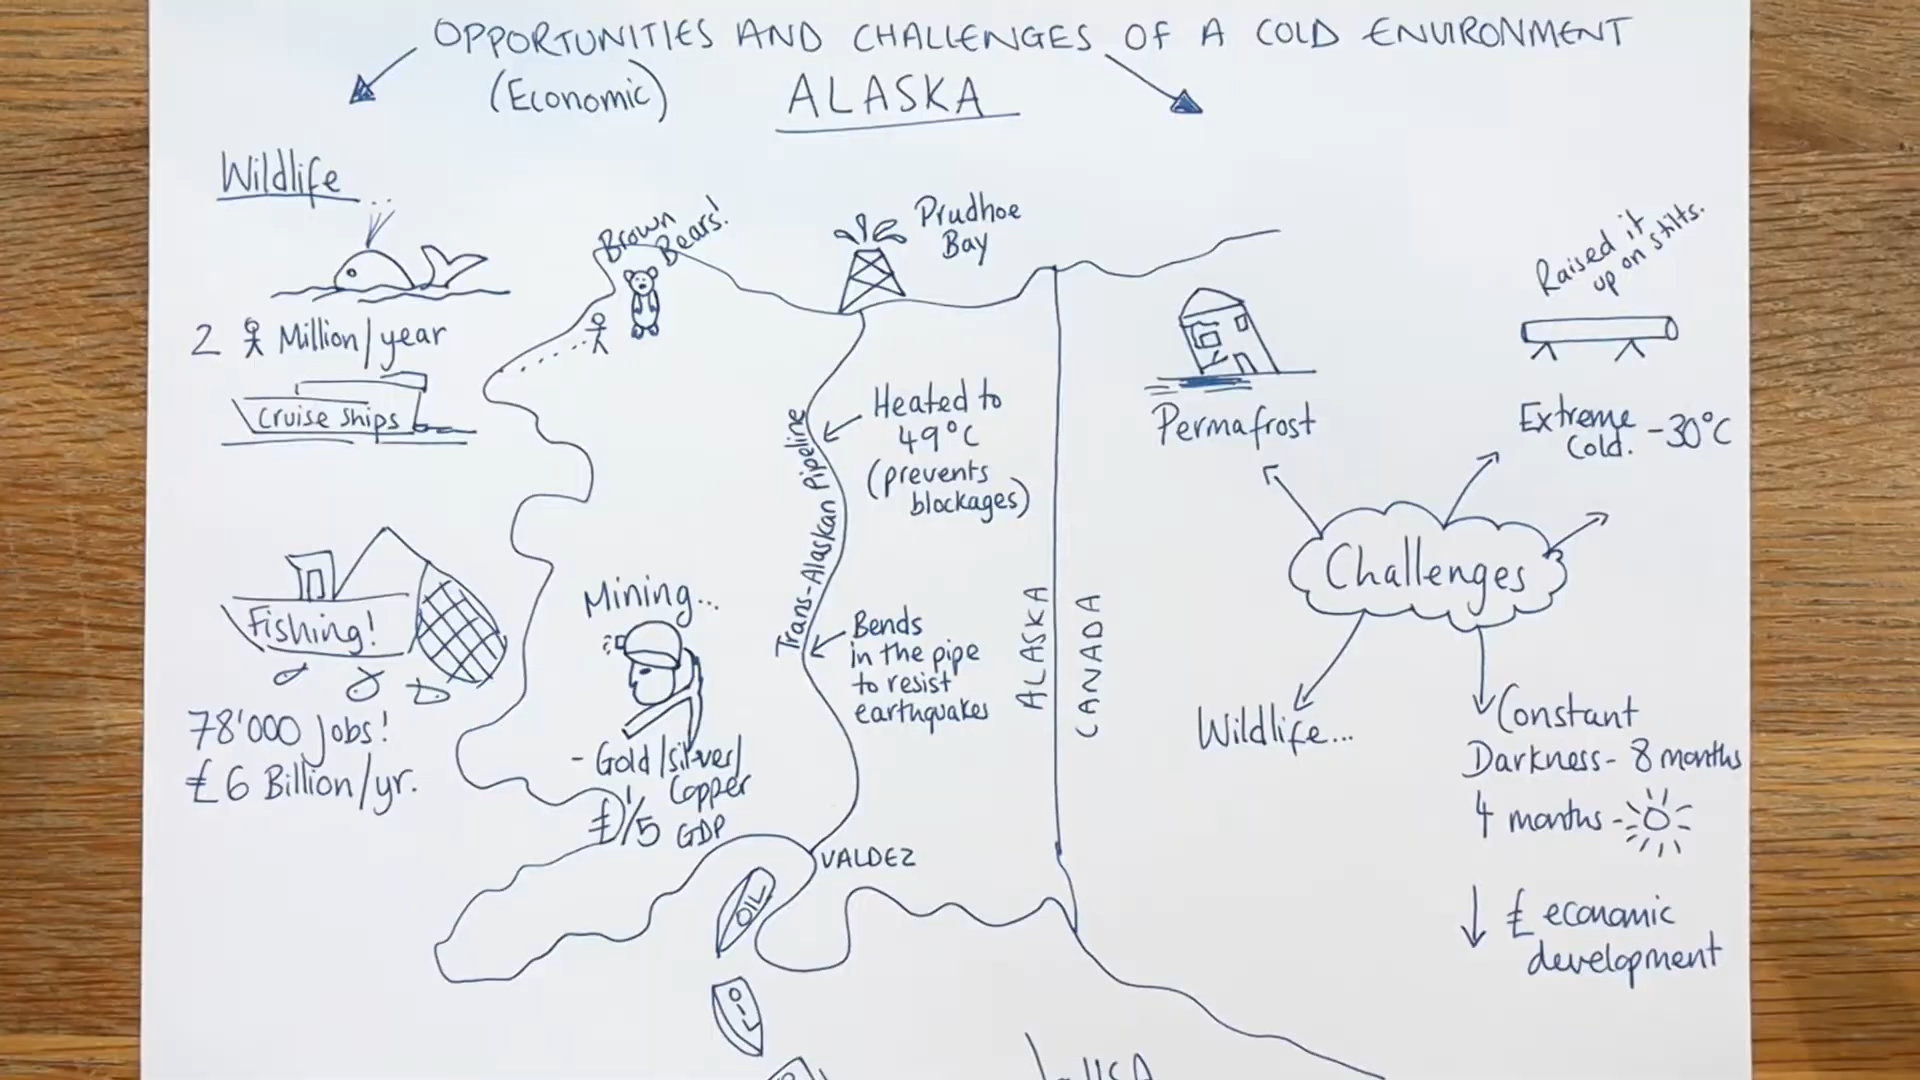 OPPORTUNITIES AND CHALLENGES OF A COLD ENVIRONMENT
(Economic)
ALASKA
Wildlife
2 Million/year
Cruise Ships
Fishing!
78'000 Jobs!
£6 Billion/yr.
Brown
Bears!
Prudhoe
Bay
Trans-Alaskan Pipeline
Heated to
49°C
(prevents
blockages)
Bends
in the pipe
to resist
earthquakes
Mining...
- Gold/silver/
Copper
£ 1/5 GDP
VALDEZ
OIL
OIL
ALASKA
CANADA
USA
Permafrost
Raised it
up on stilts.
Extreme
Cold. -30°C
Challenges
Wildlife...
Constant
Darkness - 8 months
4 months -
↓ £ economic
development